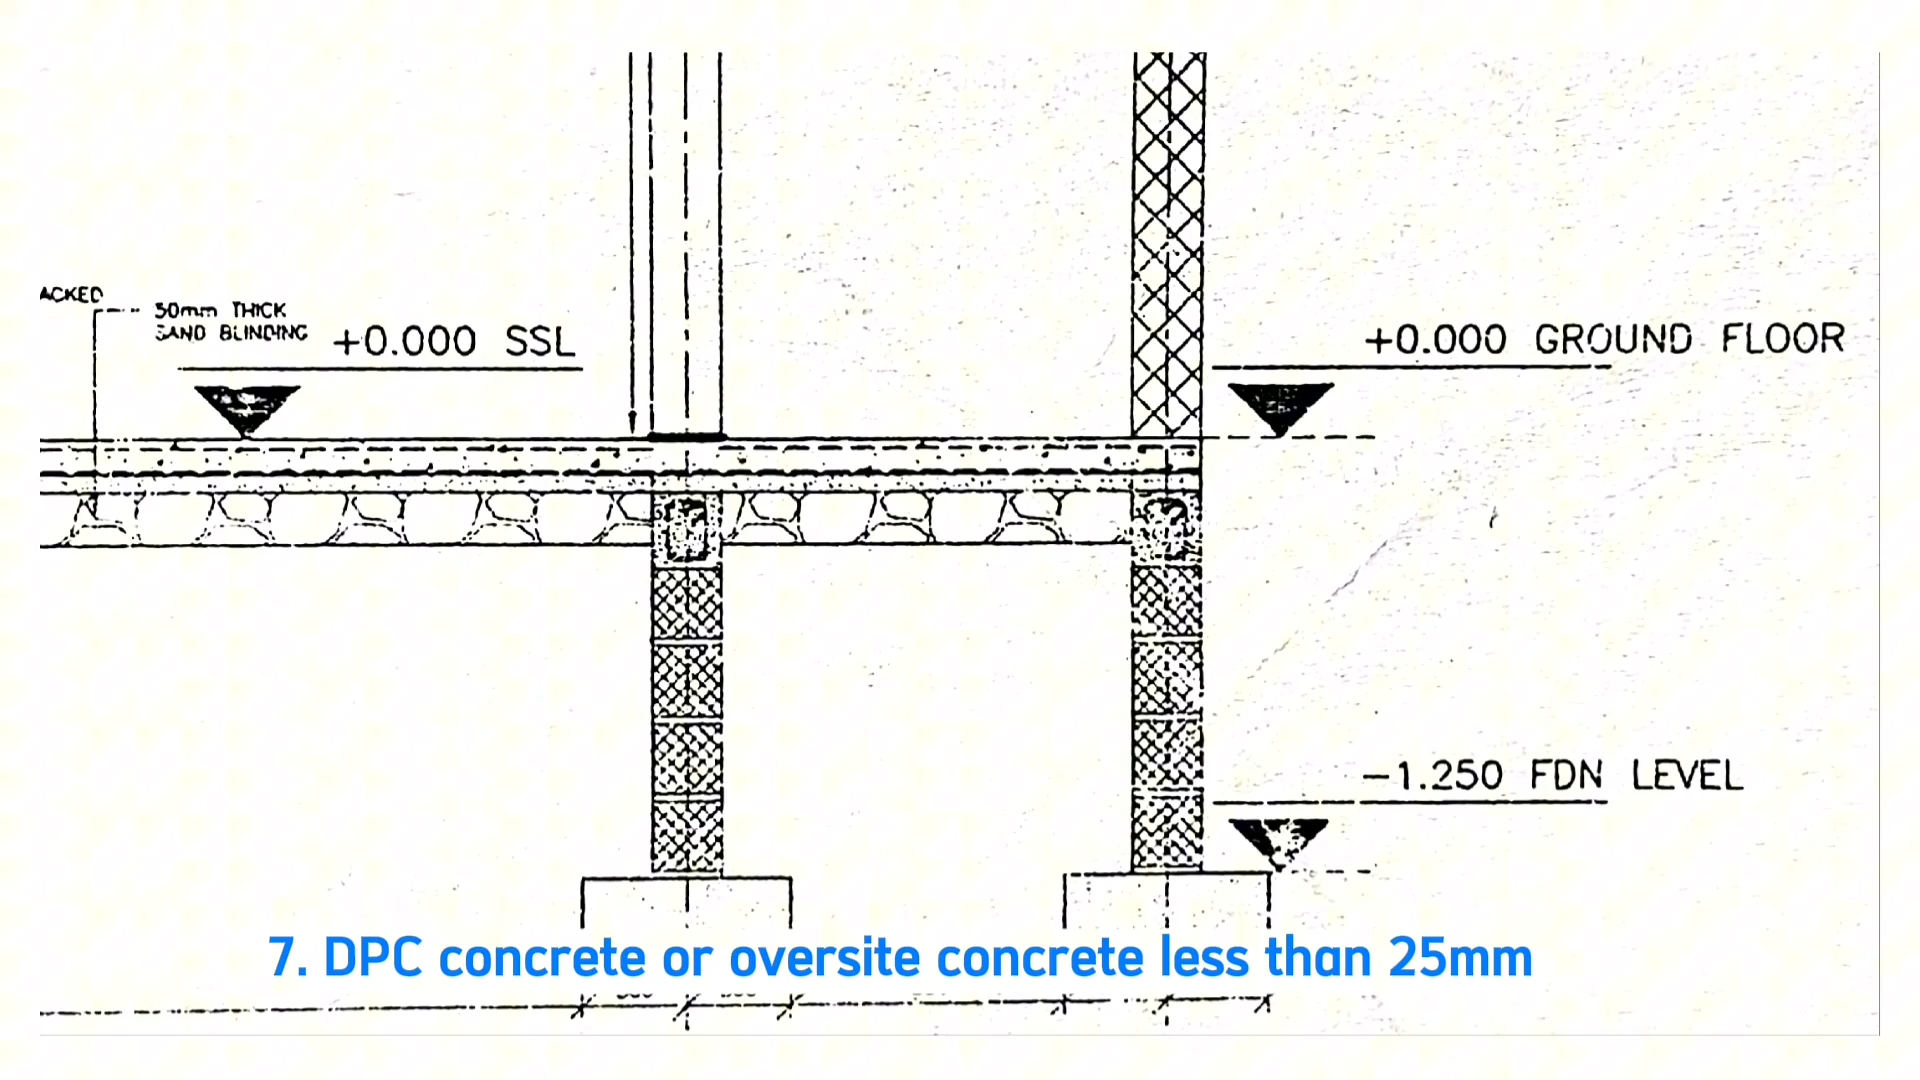 ACKED
50mm THICK
SAND BLINDING
+0.000 SSL
+0.000 GROUND FLOOR
-1.250 FDN LEVEL
7. DPC concrete or oversite concrete less than 25mm